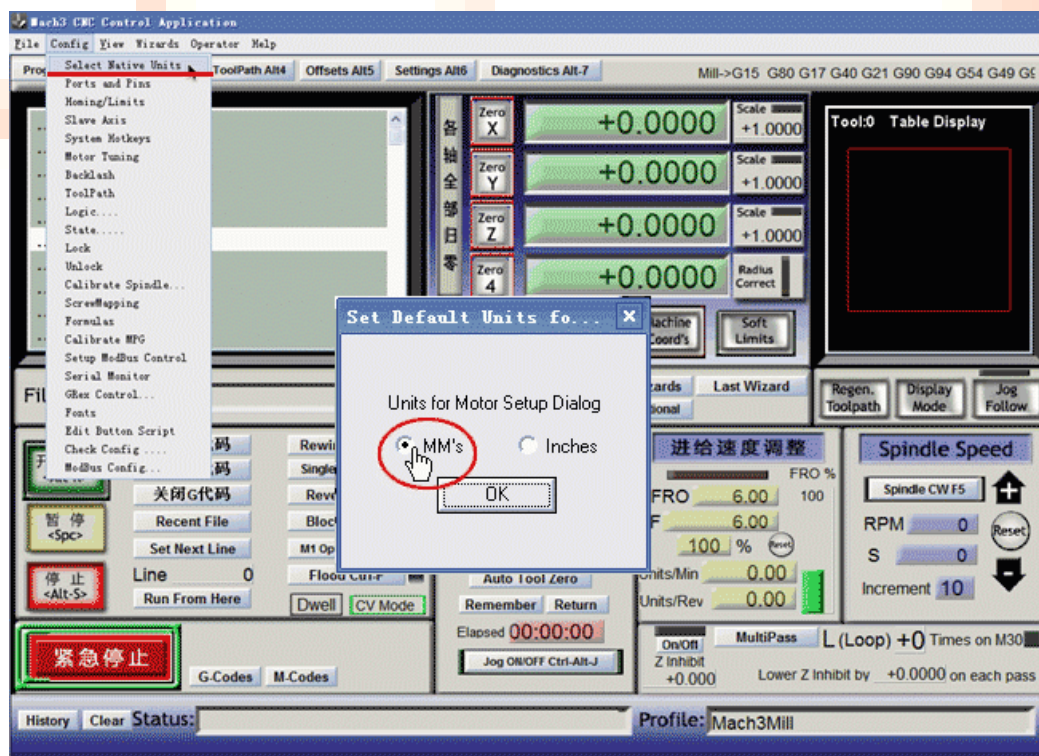 Mach3 CNC Control Application
File Config View Wizards Operator Help
Select Native Units
ToolPath Alt4 Offsets Alt5 Settings Alt6 Diagnostics Alt-7 Mill->G15 G80 G17 G40 G21 G90 G94 G54 G49
Ports and Pins
Homing/Limits
Slave Axis
System Hotkeys
Motor Tuning
Backlash
ToolPath
Logic....
State.....
Lock
Unlock
Calibrate Spindle...
ScrewMapping
Formulas
Calibrate MPG
Setup ModBus Control
Serial Monitor
GRex Control...
Fonts
Edit Button Script
Check Config ....
ModBus Config...
各轴全部归零
Zero X +0.0000 Scale +1.0000
Zero Y +0.0000 Scale +1.0000
Zero Z +0.0000 Scale +1.0000
Zero 4 +0.0000 Radius Correct
Tool:0 Table Display
Soft Limits
Set Default Units fo...
Units for Motor Setup Dialog
MM's Inches
OK
Last Wizard
Regen. Toolpath Display Mode Jog Follow
关闭G代码
Recent File
Set Next Line
Line 0
Run From Here
暂 停
<Spc>
停 止
<Alt-S>
Dwell CV Mode
Auto Tool Zero
Remember Return
Elapsed 00:00:00
Jog ON/OFF Ctrl-Alt-J
进给速度调整
FRO %
FRO 6.00 100
F 6.00
100 % Reset
Units/Min 0.00
Units/Rev 0.00
Spindle Speed
Spindle CW F5
RPM 0 Reset
S 0
Increment 10
紧急停止
G-Codes M-Codes
On/Off MultiPass L (Loop) +0 Times on M30
Z Inhibit
+0.000 Lower Z Inhibit by +0.0000 on each pass
History Clear Status: Profile: Mach3Mill